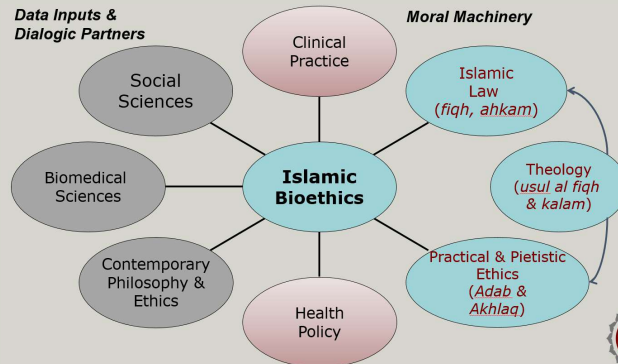 Data Inputs &
Dialogic Partners
Moral Machinery
Clinical
Practice
Social
Sciences
Islamic
Law
(fiqh, ahkam)
Biomedical
Sciences
Islamic
Bioethics
Theology
(usul al fiqh
& kalam)
Contemporary
Philosophy &
Ethics
Practical & Pietistic
Ethics
(Adab &
Akhlaq)
Health
Policy